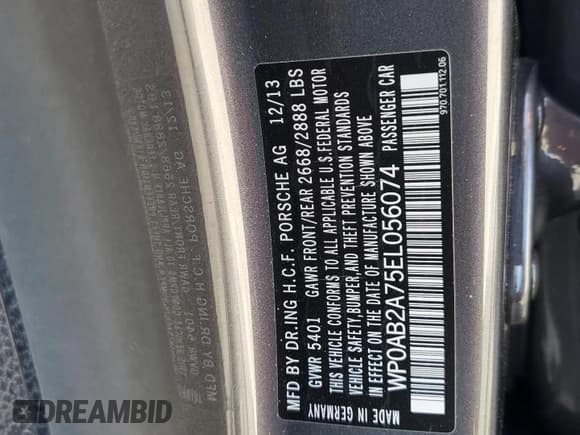 MFD BY DR.ING H.C.F. PORSCHE AG 12/13
GVWR 5401 GAWR FRONT/REAR 2668/2888 LBS
THIS VEHICLE CONFORMS TO ALL APPLICABLE U.S.FEDERAL MOTOR
VEHICLE SAFETY,BUMPER,AND THEFT PREVENTION STANDARDS
IN EFFECT ON THE DATE OF MANUFACTURE SHOWN ABOVE
WP0AB2A75EL056074 PASSENGER CAR
MADE IN GERMANY
970.701.112.06
DREAMBID